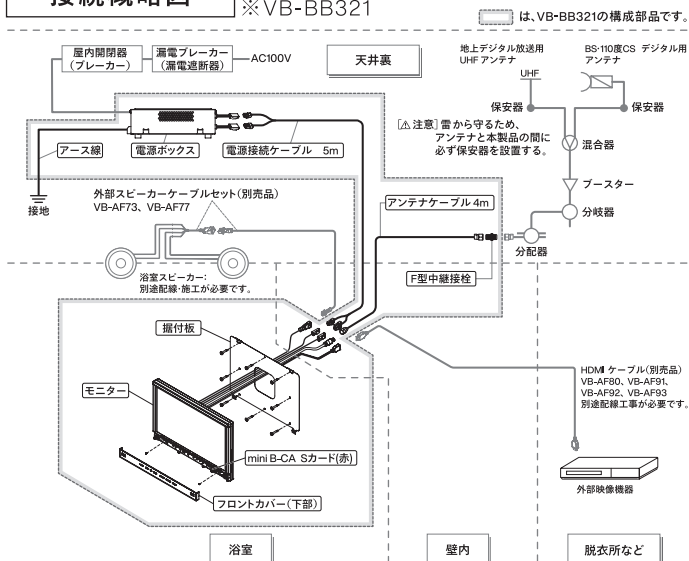 接続概略図
※VB-BB321
は、VB-BB321の構成部品です。
屋内開閉器
(ブレーカー)
漏電ブレーカー
(漏電遮断器)
AC100V
天井裏
地上デジタル放送用
UHF アンテナ
BS・110度CS デジタル用
アンテナ
UHF
保安器
保安器
[⚠注意]雷から守るため、
アンテナと本製品の間に
必ず保安器を設置する。
混合器
ブースター
分岐器
分配器
アース線
電源ボックス
電源接続ケーブル 5m
接地
外部スピーカーケーブルセット(別売品)
VB-AF73、VB-AF77
アンテナケーブル 4m
F型中継接栓
浴室スピーカー:
別途配線・施工が必要です。
据付板
モニター
mini B-CA Sカード(赤)
フロントカバー(下部)
HDMI ケーブル(別売品)
VB-AF80、VB-AF91、
VB-AF92、VB-AF93
別途配線工事が必要です。
外部映像機器
浴室
壁内
脱衣所など